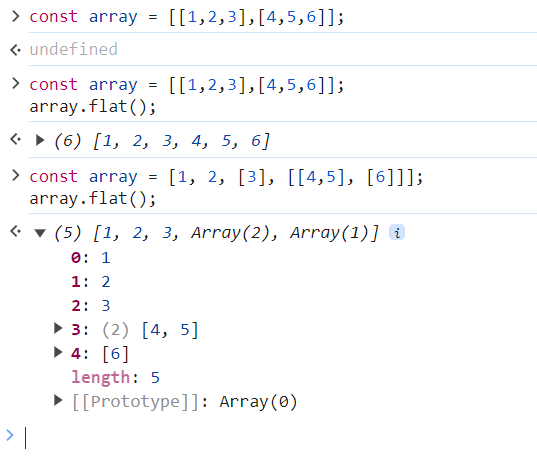 const array = [[1,2,3],[4,5,6]];
undefined
const array = [[1,2,3],[4,5,6]];
array.flat();
(6) [1, 2, 3, 4, 5, 6]
const array = [1, 2, [3], [[4,5], [6]]];
array.flat();
(5) [1, 2, 3, Array(2), Array(1)] i
0: 1
1: 2
2: 3
3: (2) [4, 5]
4: [6]
length: 5
[[Prototype]]: Array(0)